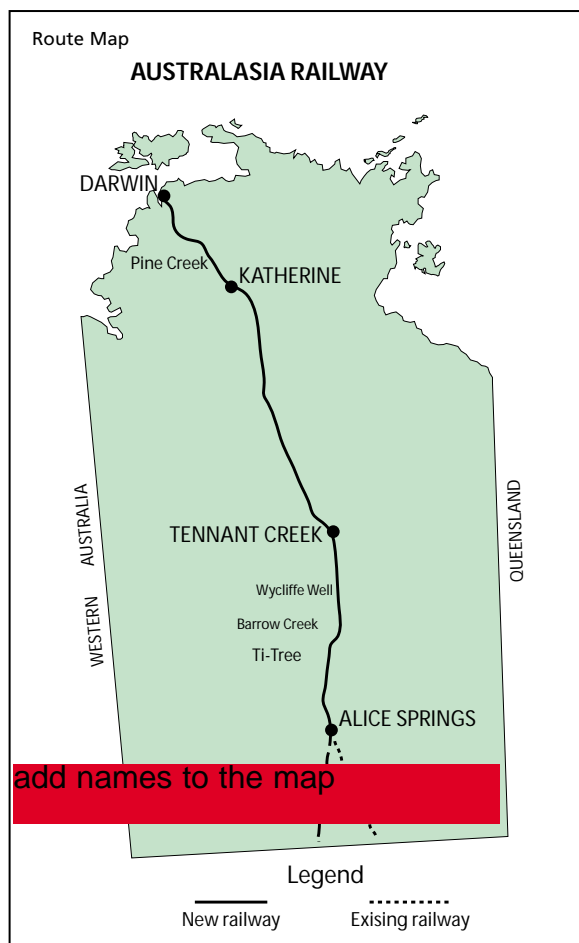 Route Map
AUSTRALASIA RAILWAY
DARWIN
Pine Creek
KATHERINE
WESTERN AUSTRALIA
QUEENSLAND
TENNANT CREEK
Wycliffe Well
Barrow Creek
Ti-Tree
ALICE SPRINGS
add names to the map
Legend
New railway
Exising railway